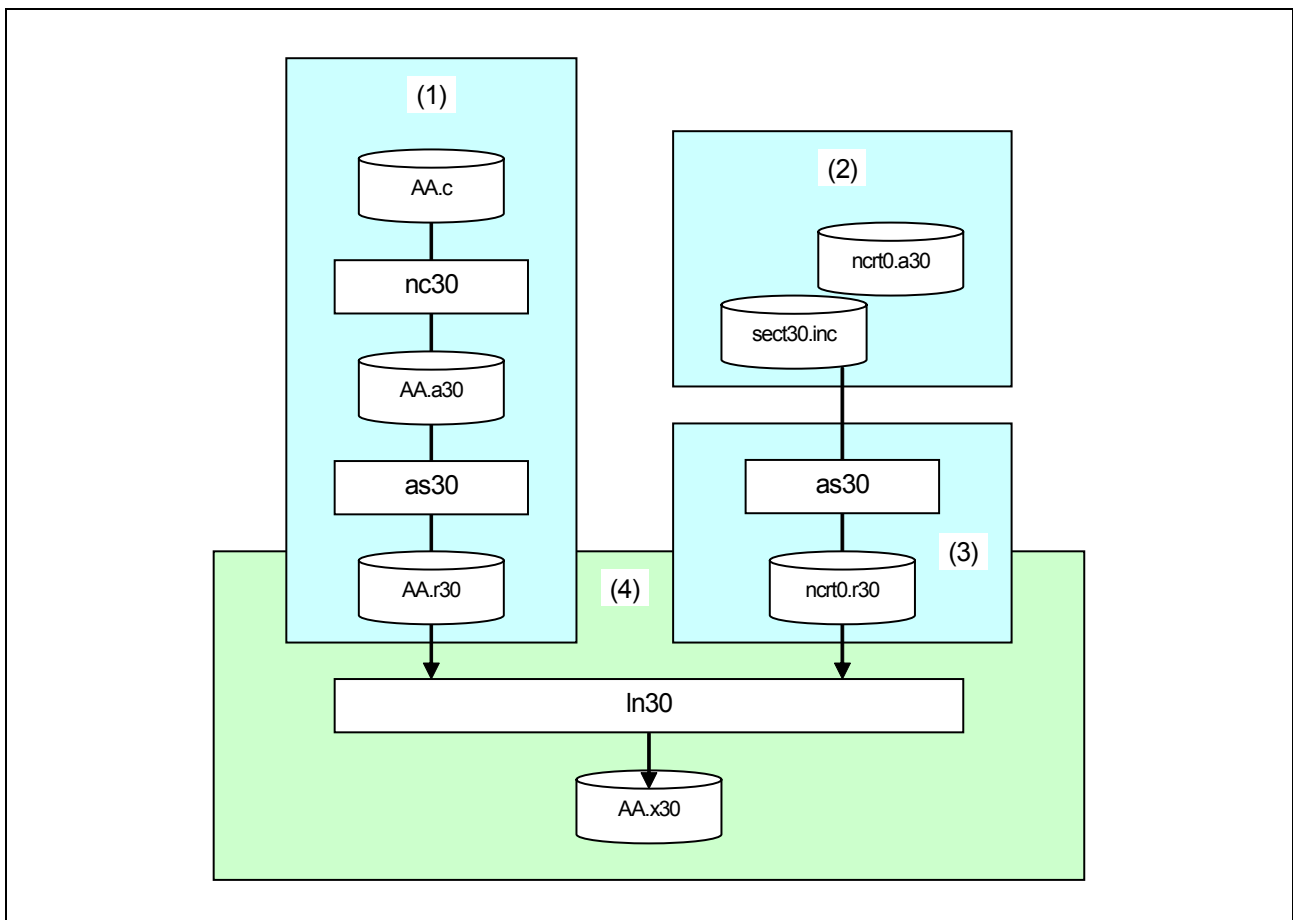 (1)
AA.c
nc30
AA.a30
as30
AA.r30
(2)
ncrt0.a30
sect30.inc
as30
(3)
ncrt0.r30
(4)
ln30
AA.x30